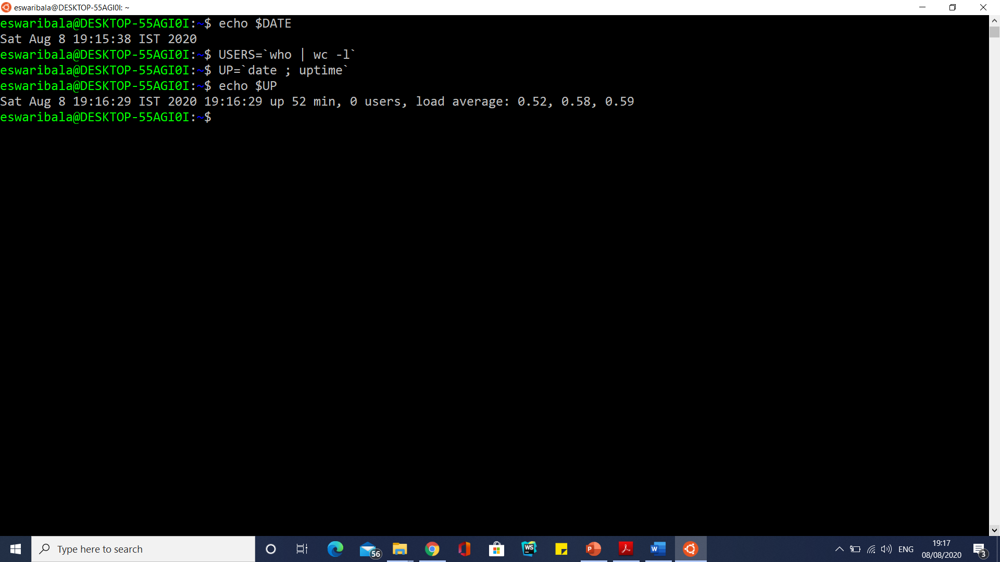 eswaribala@DESKTOP-55AGI0I: ~
eswaribala@DESKTOP-55AGI0I:~$ echo $DATE
Sat Aug 8 19:15:38 IST 2020
eswaribala@DESKTOP-55AGI0I:~$ USERS=`who | wc -l`
eswaribala@DESKTOP-55AGI0I:~$ UP=`date ; uptime`
eswaribala@DESKTOP-55AGI0I:~$ echo $UP
Sat Aug 8 19:16:29 IST 2020 19:16:29 up 52 min, 0 users, load average: 0.52, 0.58, 0.59
eswaribala@DESKTOP-55AGI0I:~$
Type here to search
56
WS
P
W
ENG
19:17
08/08/2020
3